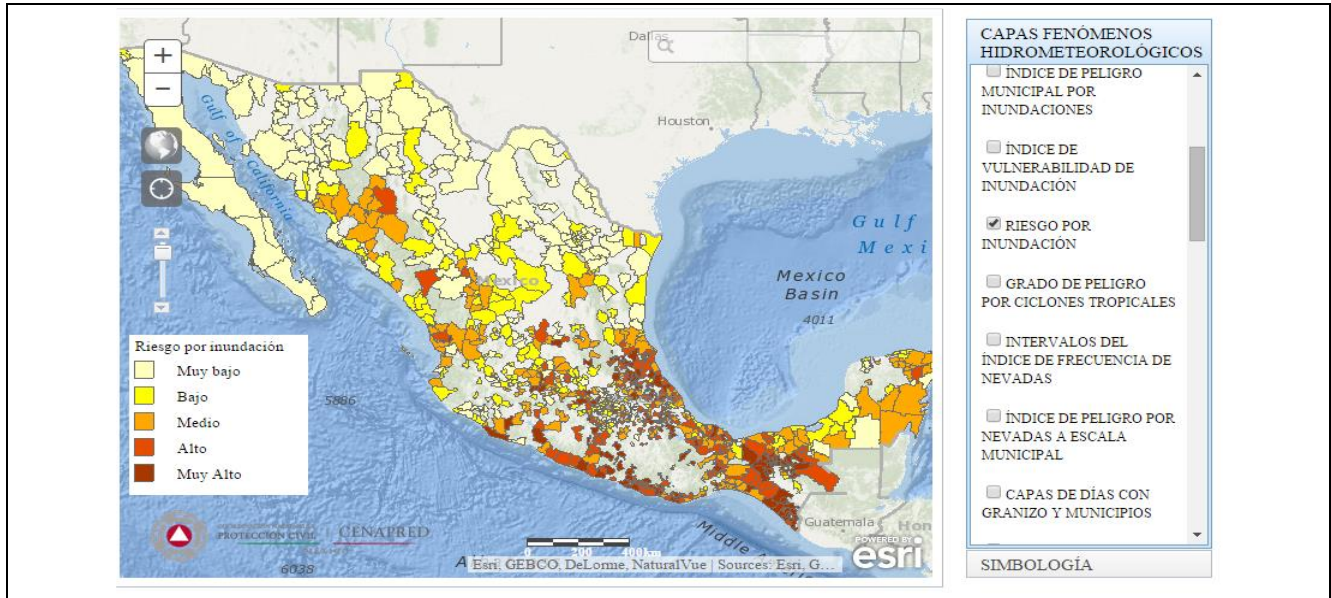 +
−
Dallas
Houston
Gulf of California
Gulf
Mexi
Mexico
Mexico
Basin
4011
5886
Riesgo por inundación
Muy bajo
Bajo
Medio
Alto
Muy Alto
PROTECCIÓN CIVIL
CENAPRED
6038
0 200 400km
Middle
Guatemala
Hon
POWERED BY
esri
Esri, GEBCO, DeLorme, NaturalVue | Sources: Esri, G...
CAPAS FENÓMENOS
HIDROMETEOROLÓGICOS
ÍNDICE DE PELIGRO
MUNICIPAL POR
INUNDACIONES
ÍNDICE DE
VULNERABILIDAD DE
INUNDACIÓN
RIESGO POR
INUNDACIÓN
GRADO DE PELIGRO
POR CICLONES TROPICALES
INTERVALOS DEL
ÍNDICE DE FRECUENCIA DE
NEVADAS
ÍNDICE DE PELIGRO POR
NEVADAS A ESCALA
MUNICIPAL
CAPAS DE DÍAS CON
GRANIZO Y MUNICIPIOS
SIMBOLOGÍA